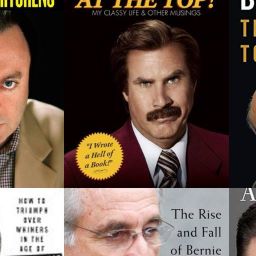 AT THE TOP!
MY CLASSY LIFE & OTHER MUSINGS
"I Wrote
a Hell of
a Book!"
HOW TO
TRIUMPH
OVER
WHINERS
IN THE
AGE OF
The Rise
and Fall
of Bernie